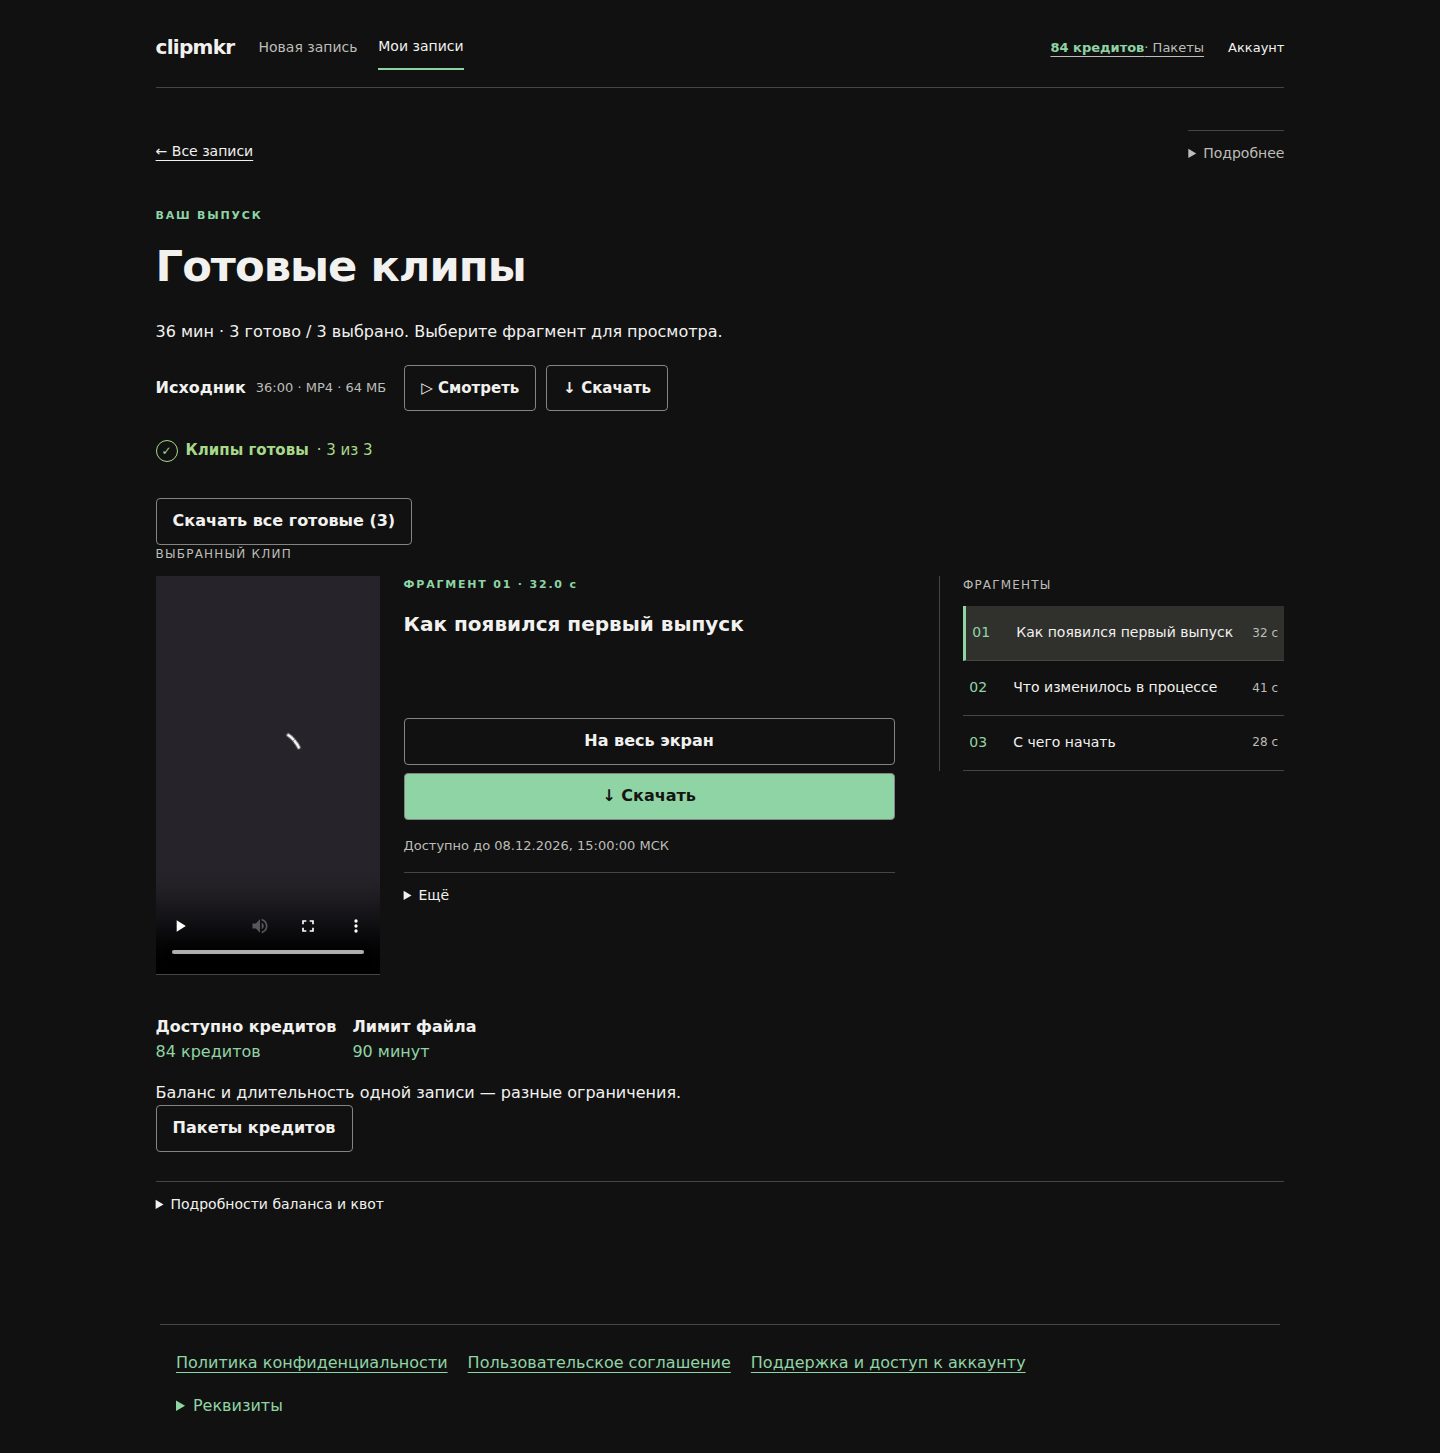 clipmkr Новая запись Мои записи 84 кредитов · Пакеты Аккаунт
← Все записи ▶ Подробнее
ВАШ ВЫПУСК
Готовые клипы
36 мин · 3 готово / 3 выбрано. Выберите фрагмент для просмотра.
Исходник 36:00 · MP4 · 64 МБ ▷ Смотреть ↓ Скачать
✓ Клипы готовы · 3 из 3
Скачать все готовые (3)
ВЫБРАННЫЙ КЛИП
ФРАГМЕНТ 01 · 32.0 с
Как появился первый выпуск
На весь экран
↓ Скачать
Доступно до 08.12.2026, 15:00:00 МСК
▶ Ещё
ФРАГМЕНТЫ
01 Как появился первый выпуск 32 с
02 Что изменилось в процессе 41 с
03 С чего начать 28 с
Доступно кредитов Лимит файла
84 кредитов 90 минут
Баланс и длительность одной записи — разные ограничения.
Пакеты кредитов
▶ Подробности баланса и квот
Политика конфиденциальности Пользовательское соглашение Поддержка и доступ к аккаунту
▶ Реквизиты